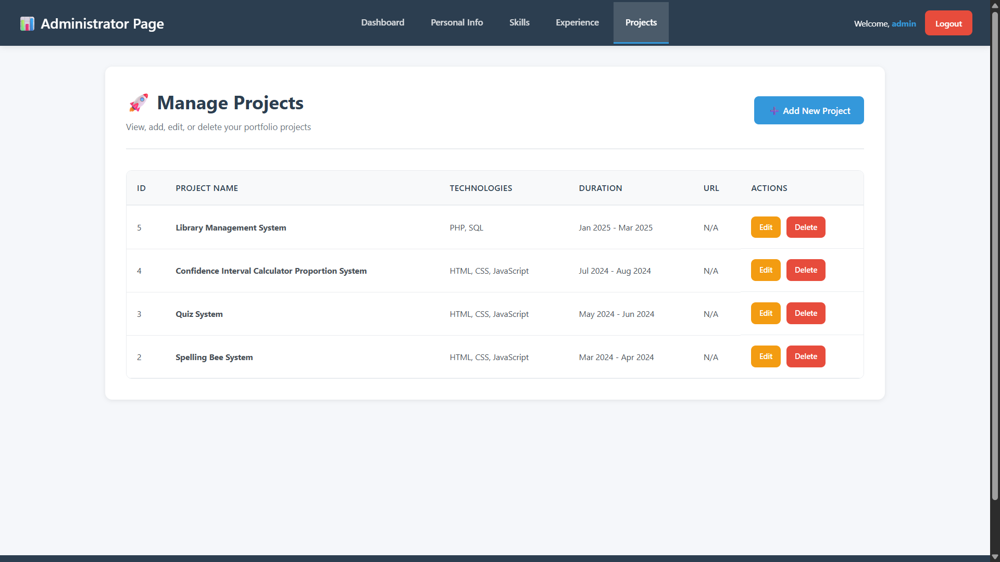 Administrator Page
Dashboard Personal Info Skills Experience Projects
Welcome, admin Logout
Manage Projects
View, add, edit, or delete your portfolio projects
Add New Project
ID PROJECT NAME TECHNOLOGIES DURATION URL ACTIONS
5 Library Management System PHP, SQL Jan 2025 - Mar 2025 N/A Edit Delete
4 Confidence Interval Calculator Proportion System HTML, CSS, JavaScript Jul 2024 - Aug 2024 N/A Edit Delete
3 Quiz System HTML, CSS, JavaScript May 2024 - Jun 2024 N/A Edit Delete
2 Spelling Bee System HTML, CSS, JavaScript Mar 2024 - Apr 2024 N/A Edit Delete